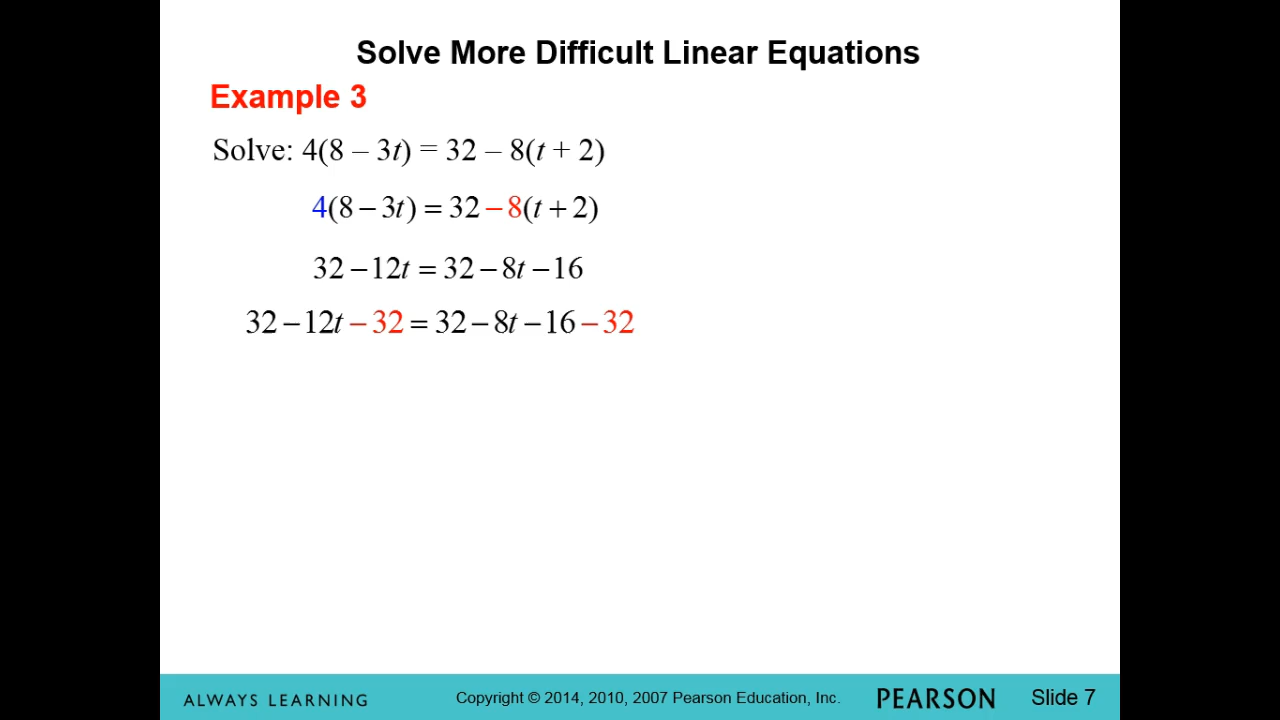 Solve More Difficult Linear Equations
Example 3
Solve: 4(8 – 3t) = 32 – 8(t + 2)
4(8 − 3t) = 32 − 8(t + 2)
32 − 12t = 32 − 8t − 16
32 − 12t − 32 = 32 − 8t − 16 − 32
ALWAYS LEARNING Copyright © 2014, 2010, 2007 Pearson Education, Inc. PEARSON Slide 7